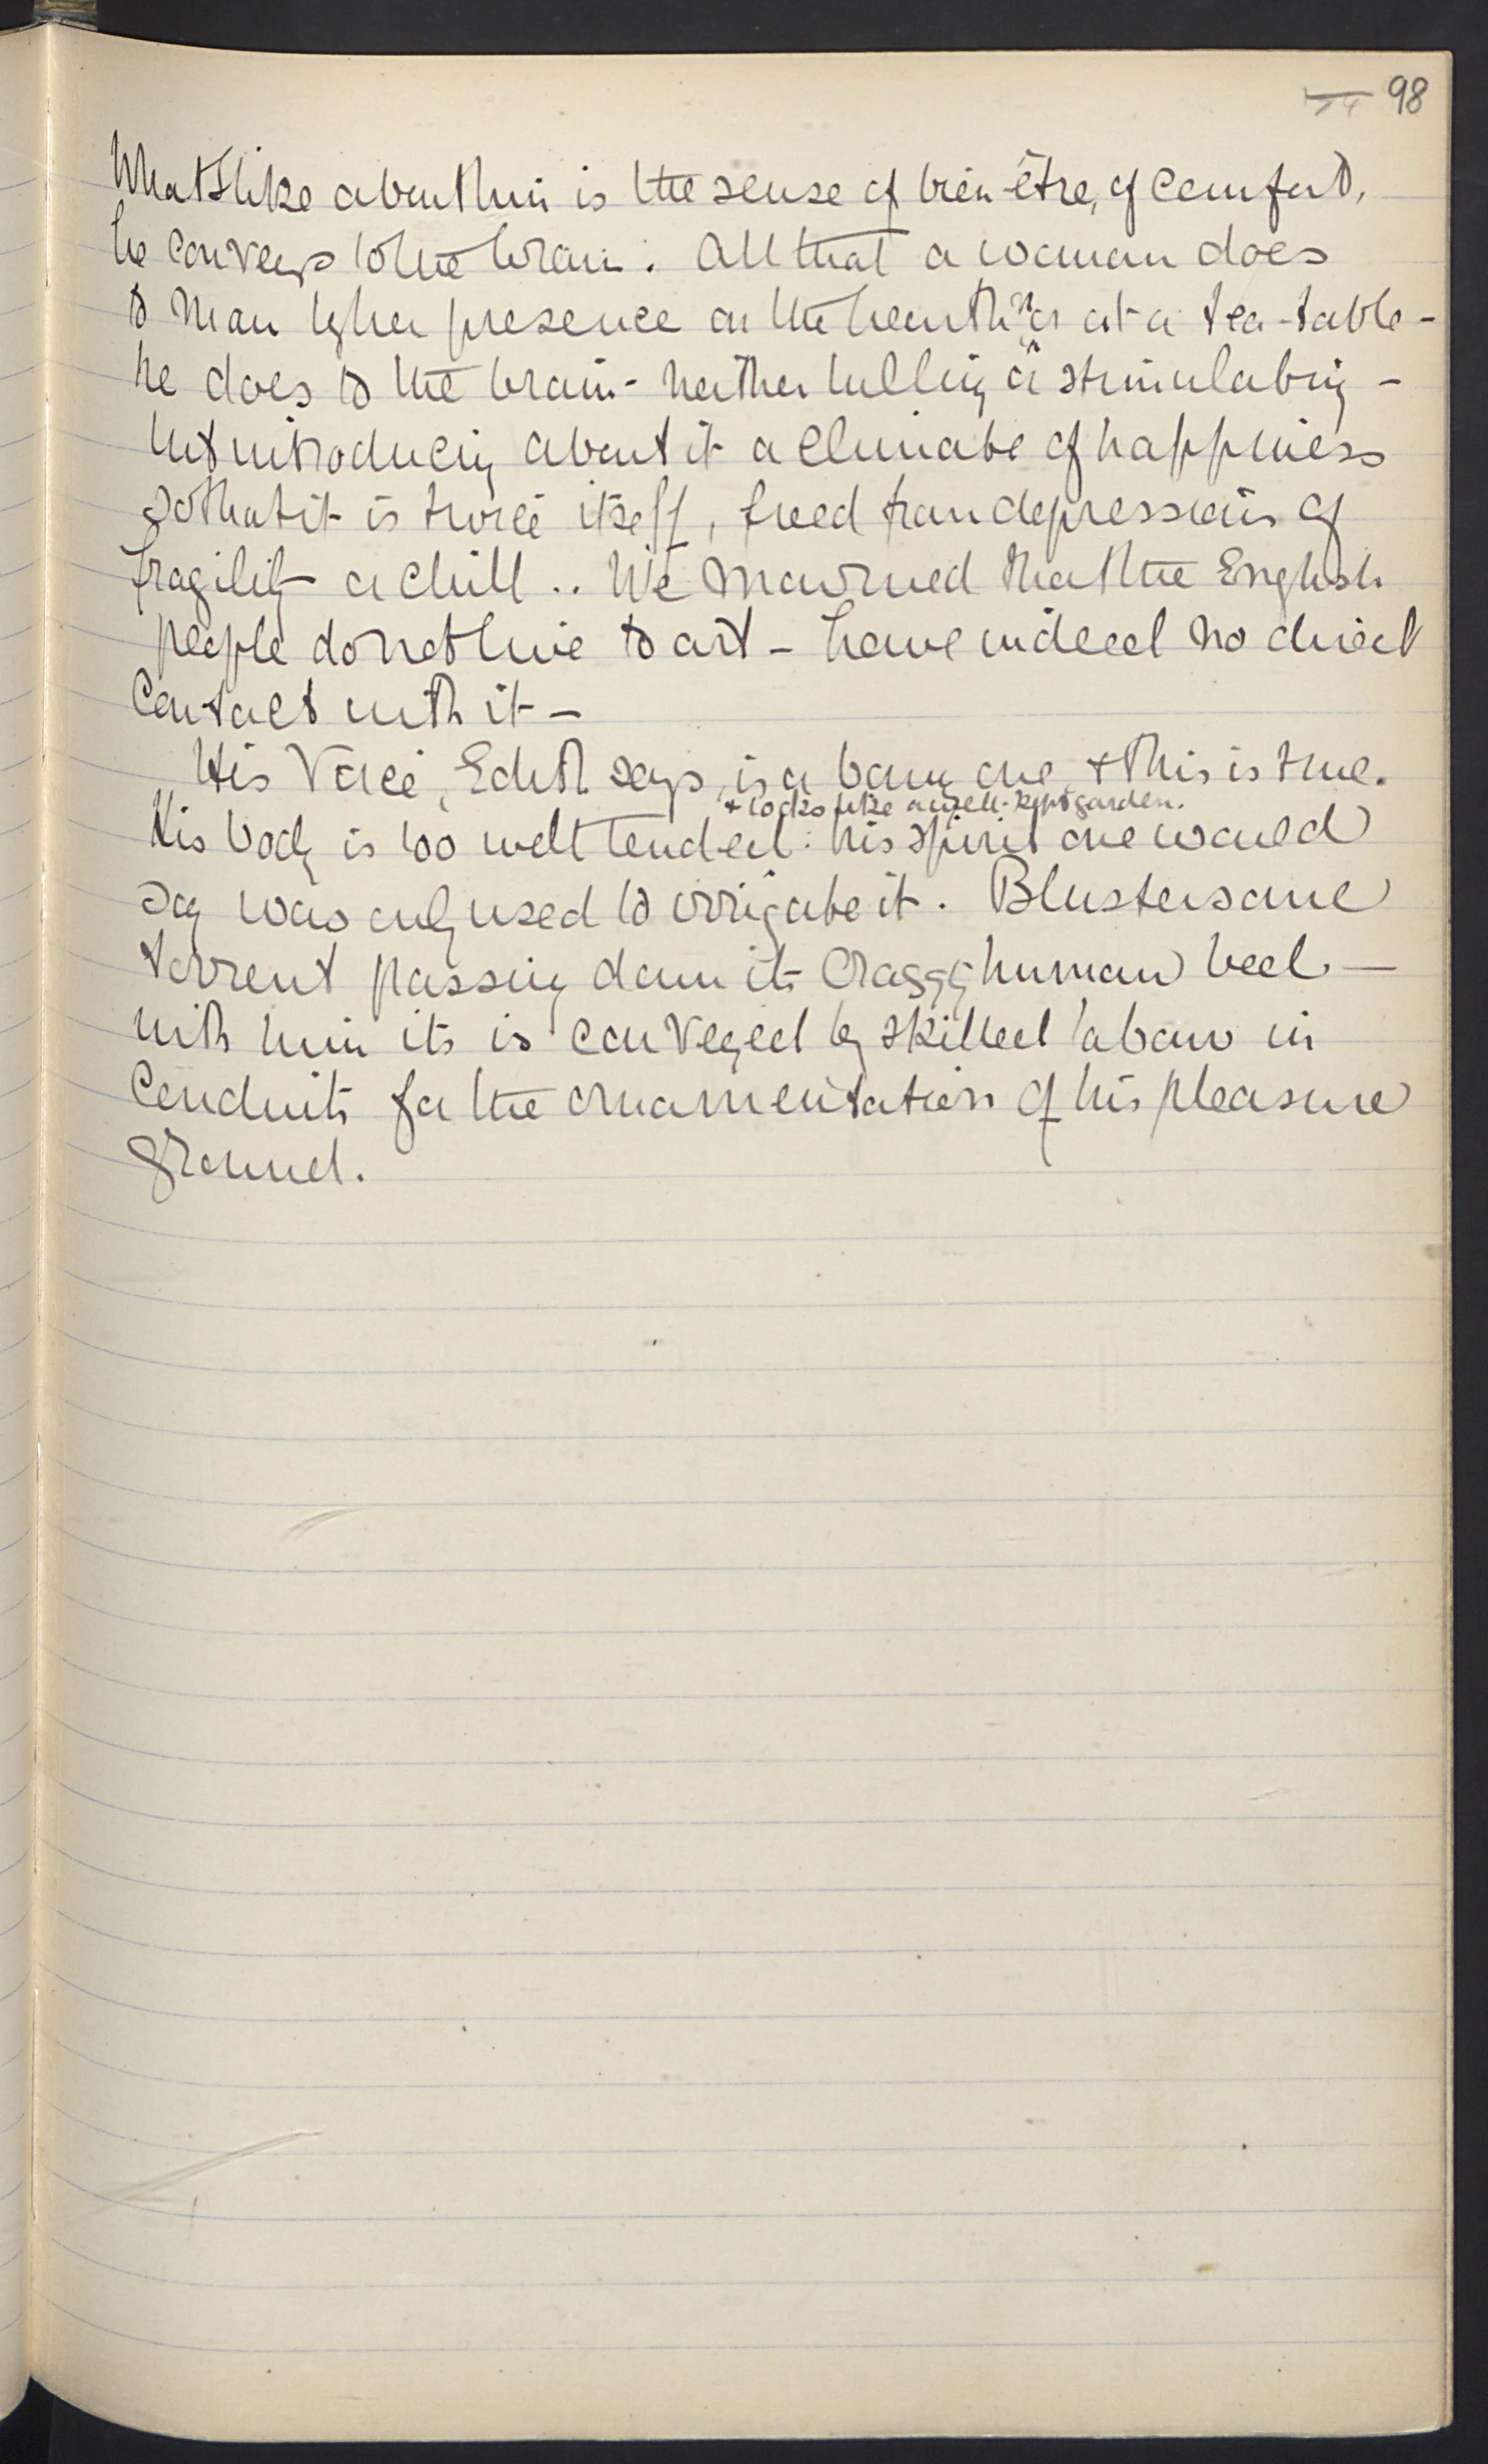 98
What I like about him is the sense of bien-être, of comfort,
he conveys to the brain. All that a woman does
to man by her presence on the hearth or at a tea-table -
he does to the brain - neither lulling or stimulating -
but introducing about it a climate of happiness
so that it is twice itself, freed from depressions of
fragility or chill .. We mourned that the English
people do not live to art - have indeed no direct
contact with it -
His voice, Edith says, is a bony one, & this is true.
& looks like a well-kept garden.
His body is too well tended: his spirit one would
say was only used to irrigate it. Blustersome
torrent passing down its craggy human bed -
with him its is conveyed by skilled labour in
conduits for the ornamentation of his pleasure
ground.